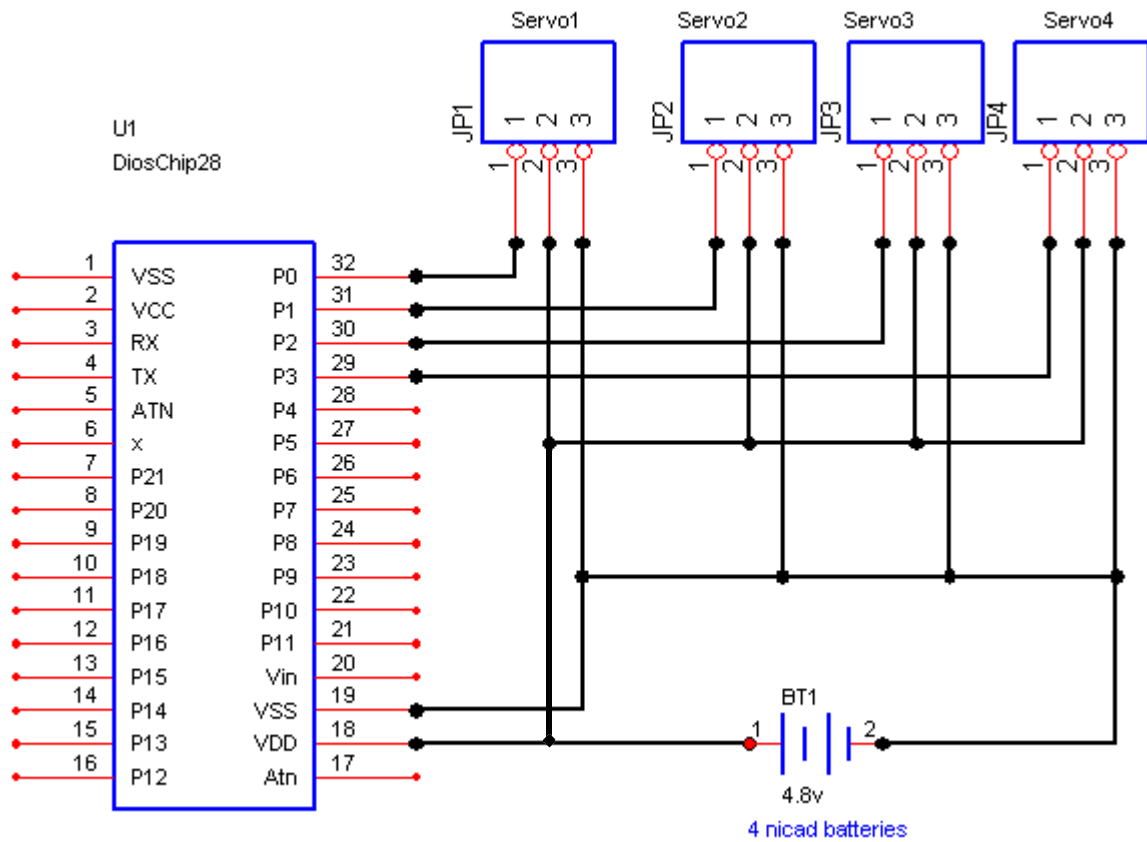 Servo1 Servo2 Servo3 Servo4
JP1 1 2 3 JP2 1 2 3 JP3 1 2 3 JP4 1 2 3
1 2 3 1 2 3 1 2 3 1 2 3
U1
DiosChip28
1 VSS P0 32
2 VCC P1 31
3 RX P2 30
4 TX P3 29
5 ATN P4 28
6 x P5 27
7 P21 P6 26
8 P20 P7 25
9 P19 P8 24
10 P18 P9 23
11 P17 P10 22
12 P16 P11 21
13 P15 Vin 20
14 P14 VSS 19
15 P13 VDD 18
16 P12 Atn 17
BT1
1 2
4.8v
4 nicad batteries